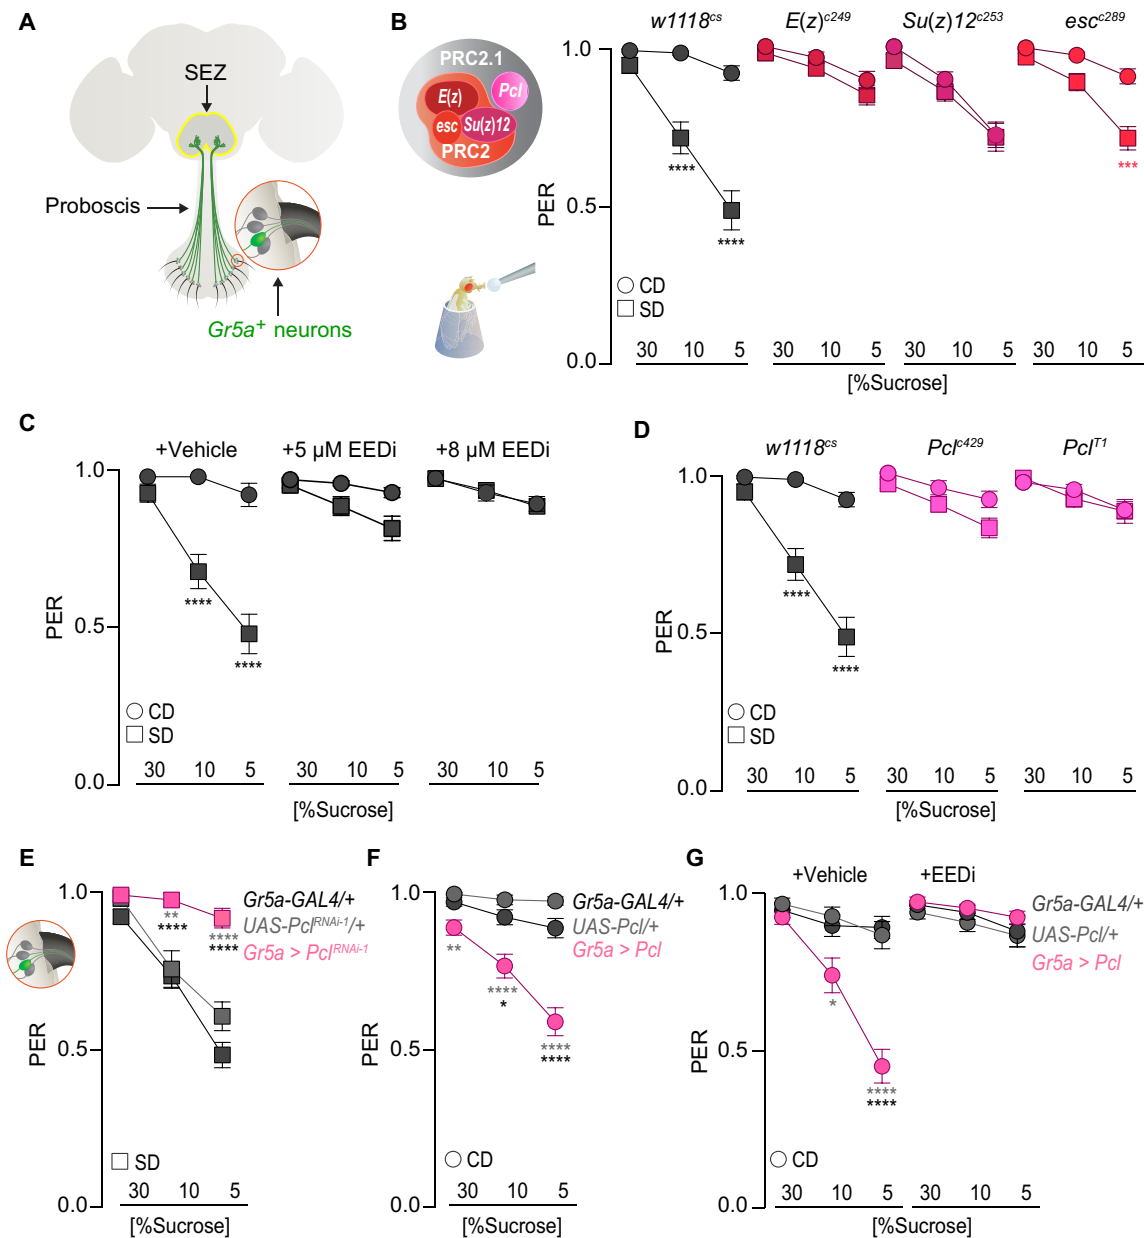 A
SEZ
Proboscis
Gr5a+ neurons
B
PRC2.1
E(z)
Pcl
esc
Su(z)12
PRC2
w1118cs
E(z)c249
Su(z)12c253
esc c289
1.0
0.5
0.0
PER
****
****
***
CD
SD
30 10 5
30 10 5
30 10 5
30 10 5
[%Sucrose]
C
+Vehicle
+5 µM EEDi
+8 µM EEDi
1.0
0.5
0.0
PER
****
****
CD
SD
30 10 5
30 10 5
30 10 5
[%Sucrose]
D
w1118cs
Pclc429
PclT1
1.0
0.5
0.0
PER
****
****
CD
SD
30 10 5
30 10 5
30 10 5
[%Sucrose]
E
1.0
0.5
0.0
PER
**
****
****
****
Gr5a-GAL4/+
UAS-PclRNAi-1/+
Gr5a > PclRNAi-1
SD
30 10 5
[%Sucrose]
F
1.0
0.5
0.0
PER
**
****
*
****
****
Gr5a-GAL4/+
UAS-Pcl/+
Gr5a > Pcl
CD
30 10 5
[%Sucrose]
G
+Vehicle
+EEDi
1.0
0.5
0.0
PER
*
****
****
Gr5a-GAL4/+
UAS-Pcl/+
Gr5a > Pcl
CD
30 10 5
30 10 5
[%Sucrose]